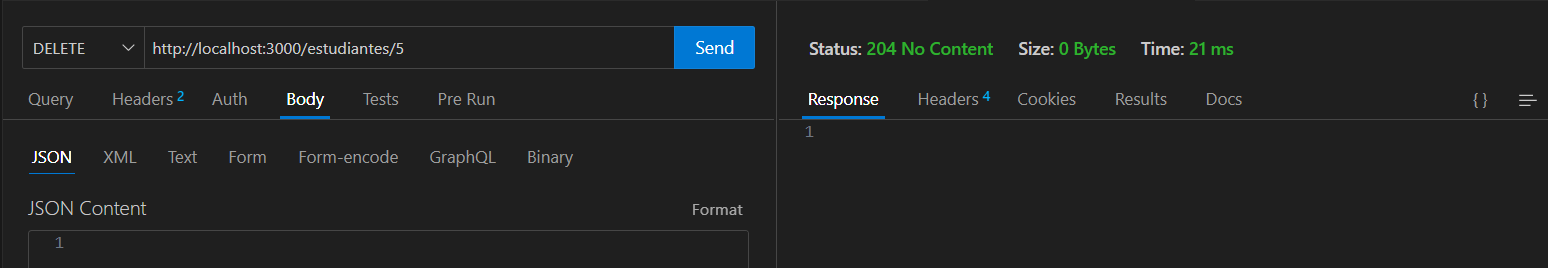 DELETE http://localhost:3000/estudiantes/5 Send
Query Headers 2 Auth Body Tests Pre Run
JSON XML Text Form Form-encode GraphQL Binary
JSON Content Format
1
Status: 204 No Content Size: 0 Bytes Time: 21 ms
Response Headers 4 Cookies Results Docs { }
1